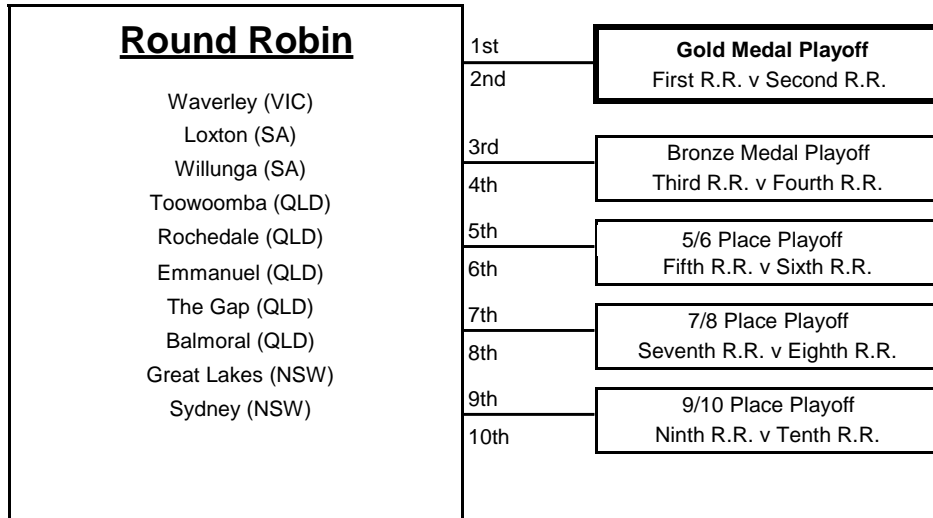 Round Robin
Waverley (VIC)
Loxton (SA)
Willunga (SA)
Toowoomba (QLD)
Rochedale (QLD)
Emmanuel (QLD)
The Gap (QLD)
Balmoral (QLD)
Great Lakes (NSW)
Sydney (NSW)
1st
2nd
Gold Medal Playoff
First R.R. v Second R.R.
3rd
4th
Bronze Medal Playoff
Third R.R. v Fourth R.R.
5th
6th
5/6 Place Playoff
Fifth R.R. v Sixth R.R.
7th
8th
7/8 Place Playoff
Seventh R.R. v Eighth R.R.
9th
10th
9/10 Place Playoff
Ninth R.R. v Tenth R.R.